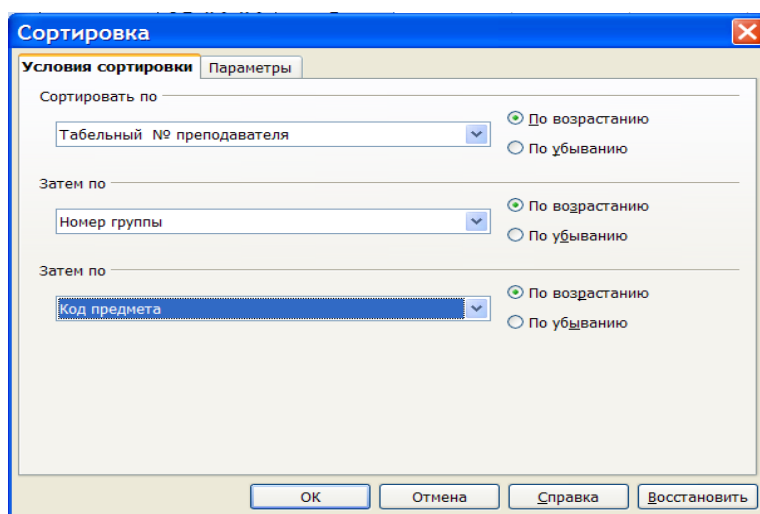 Сортировка
Условия сортировки Параметры
Сортировать по
Табельный № преподавателя
По возрастанию
По убыванию
Затем по
Номер группы
По возрастанию
По убыванию
Затем по
Код предмета
По возрастанию
По убыванию
ОК Отмена Справка Восстановить